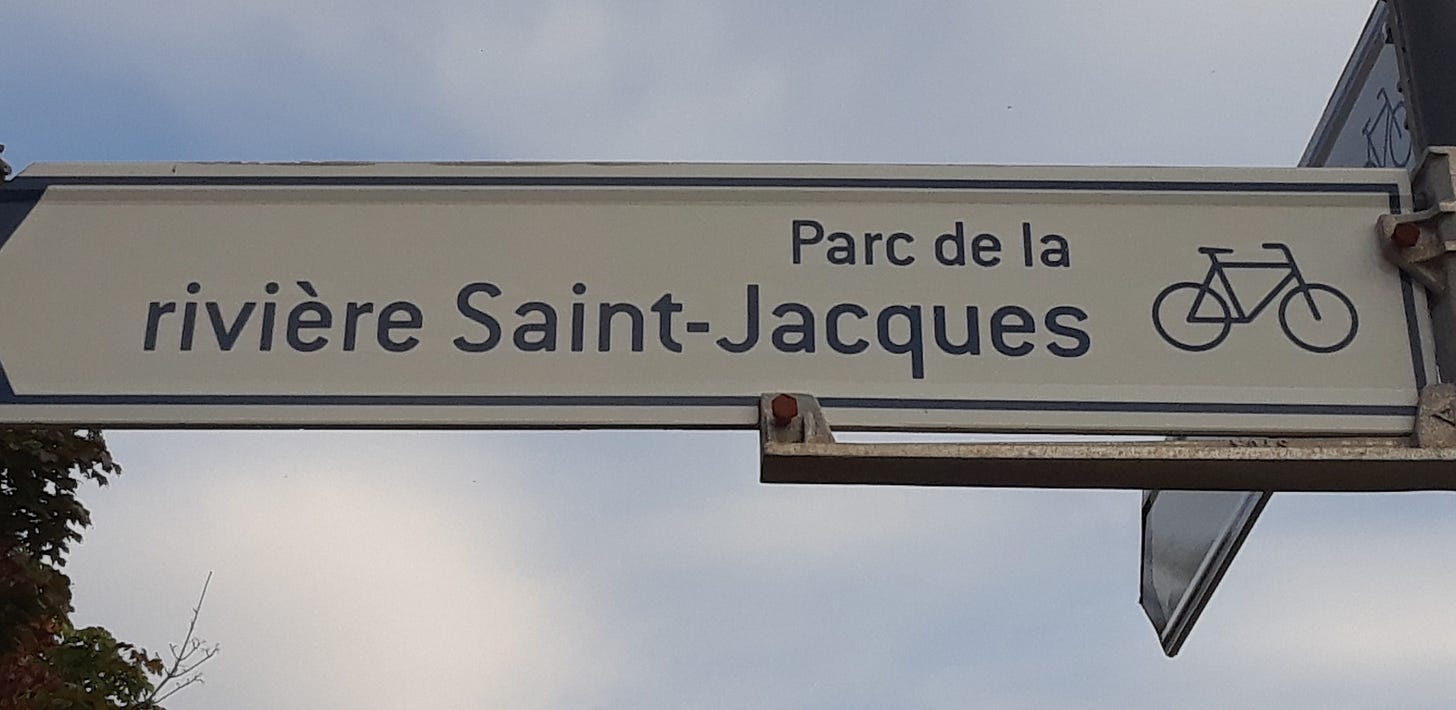 Parc de la
rivière Saint-Jacques